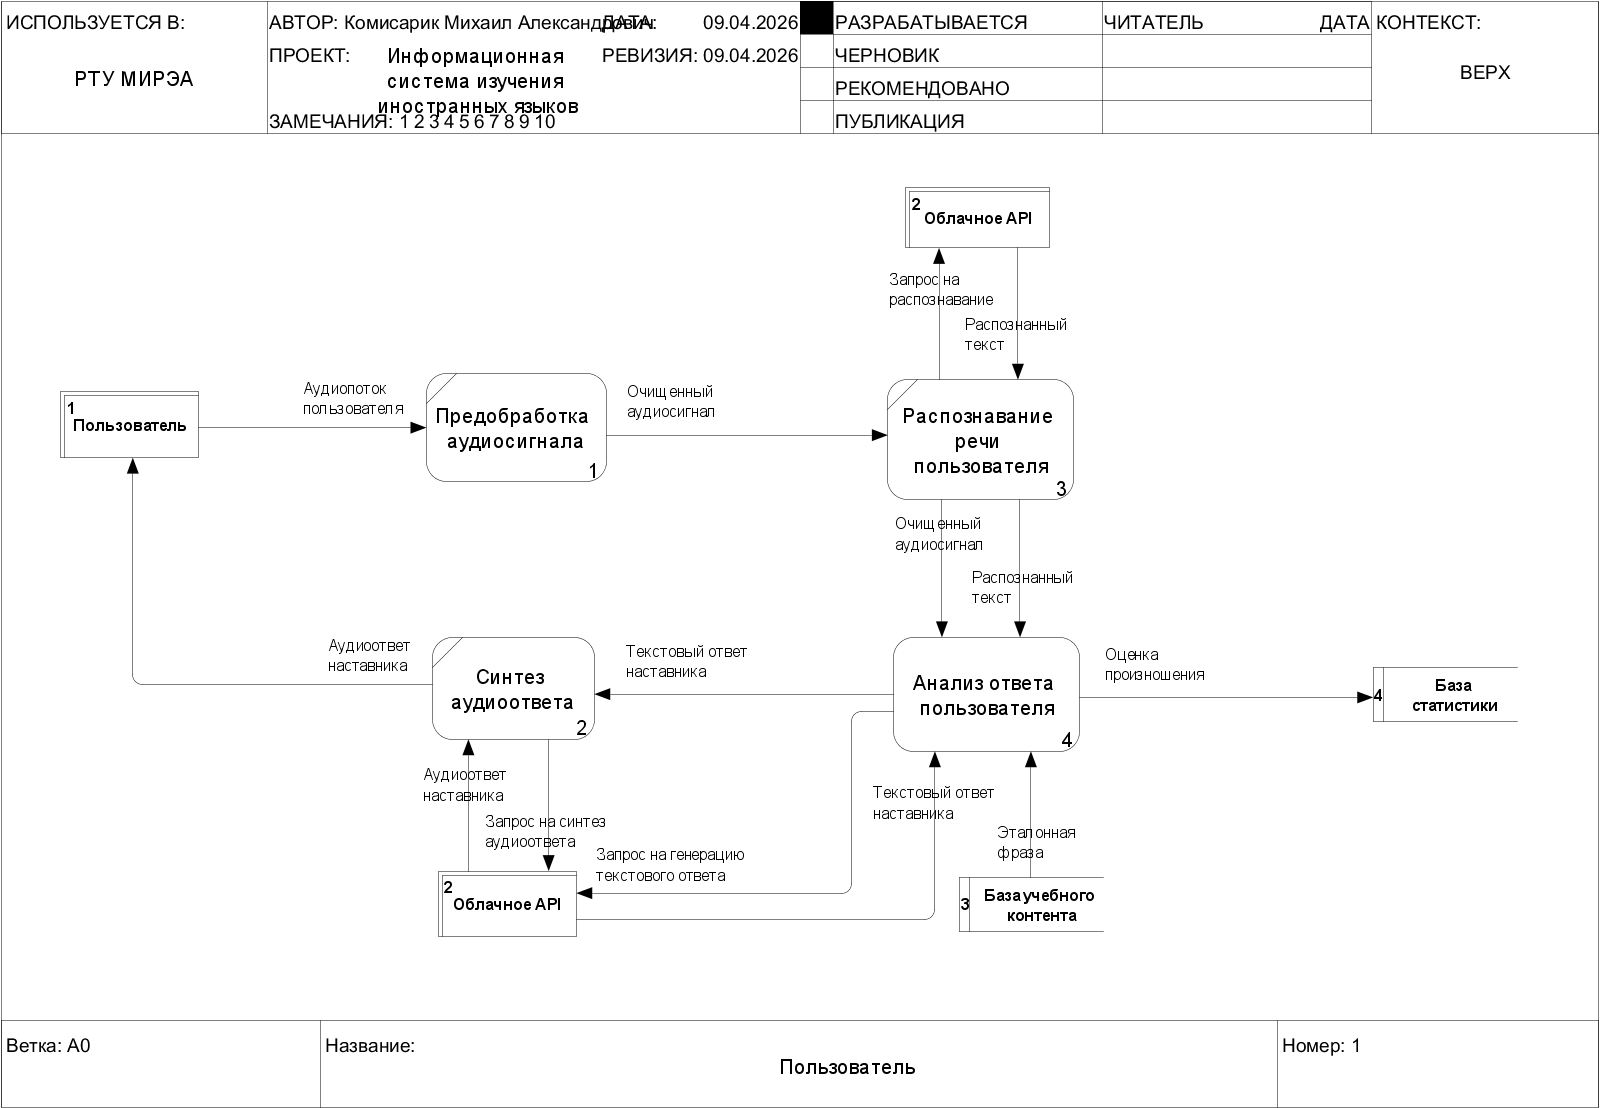 ИСПОЛЬЗУЕТСЯ В:
РТУ МИРЭА
АВТОР: Комисарик Михаил Александрович
ДАТА: 09.04.2026
ПРОЕКТ: Информационная
система изучения
иностранных языков
РЕВИЗИЯ: 09.04.2026
ЗАМЕЧАНИЯ: 1 2 3 4 5 6 7 8 9 10
РАЗРАБАТЫВАЕТСЯ
ЧЕРНОВИК
РЕКОМЕНДОВАНО
ПУБЛИКАЦИЯ
ЧИТАТЕЛЬ ДАТА
КОНТЕКСТ:
ВЕРХ
2
Облачное API
Запрос на
распознавание
Распознанный
текст
1
Пользователь
Аудиопоток
пользователя
Предобработка
аудиосигнала
1
Очищенный
аудиосигнал
Распознавание
речи
пользователя
3
Очищенный
аудиосигнал
Распознанный
текст
Аудиоответ
наставника
Синтез
аудиоответа
2
Текстовый ответ
наставника
Анализ ответа
пользователя
4
Оценка
произношения
4
База
статистики
Аудиоответ
наставника
Запрос на синтез
аудиоответа
Запрос на генерацию
текстового ответа
Текстовый ответ
наставника
Эталонная
фраза
2
Облачное API
3
База учебного
контента
Ветка: A0
Название:
Пользователь
Номер: 1